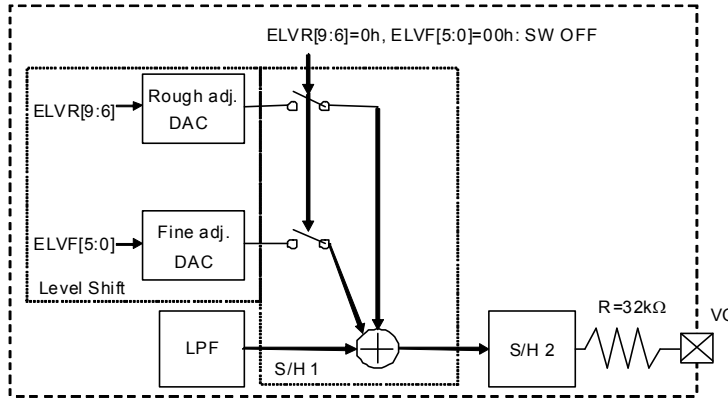 ELVR[9:6]=0h, ELVF[5:0]=00h: SW OFF
Rough adj.
DAC
ELVR[9:6]
Fine adj.
DAC
ELVF[5:0]
Level Shift
R=32kΩ
LPF
S/H 1
S/H 2